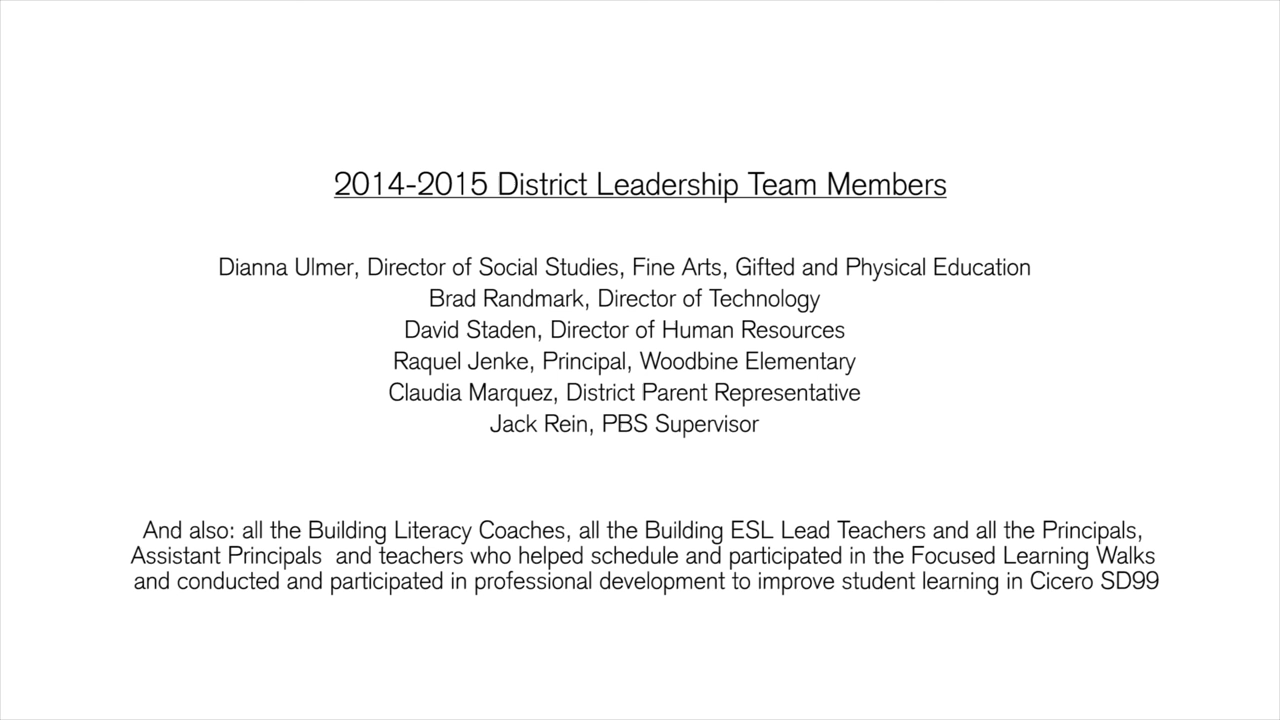 2014-2015 District Leadership Team Members
Dianna Ulmer, Director of Social Studies, Fine Arts, Gifted and Physical Education
Brad Randmark, Director of Technology
David Staden, Director of Human Resources
Raquel Jenke, Principal, Woodbine Elementary
Claudia Marquez, District Parent Representative
Jack Rein, PBS Supervisor
And also: all the Building Literacy Coaches, all the Building ESL Lead Teachers and all the Principals,
Assistant Principals  and teachers who helped schedule and participated in the Focused Learning Walks
and conducted and participated in professional development to improve student learning in Cicero SD99